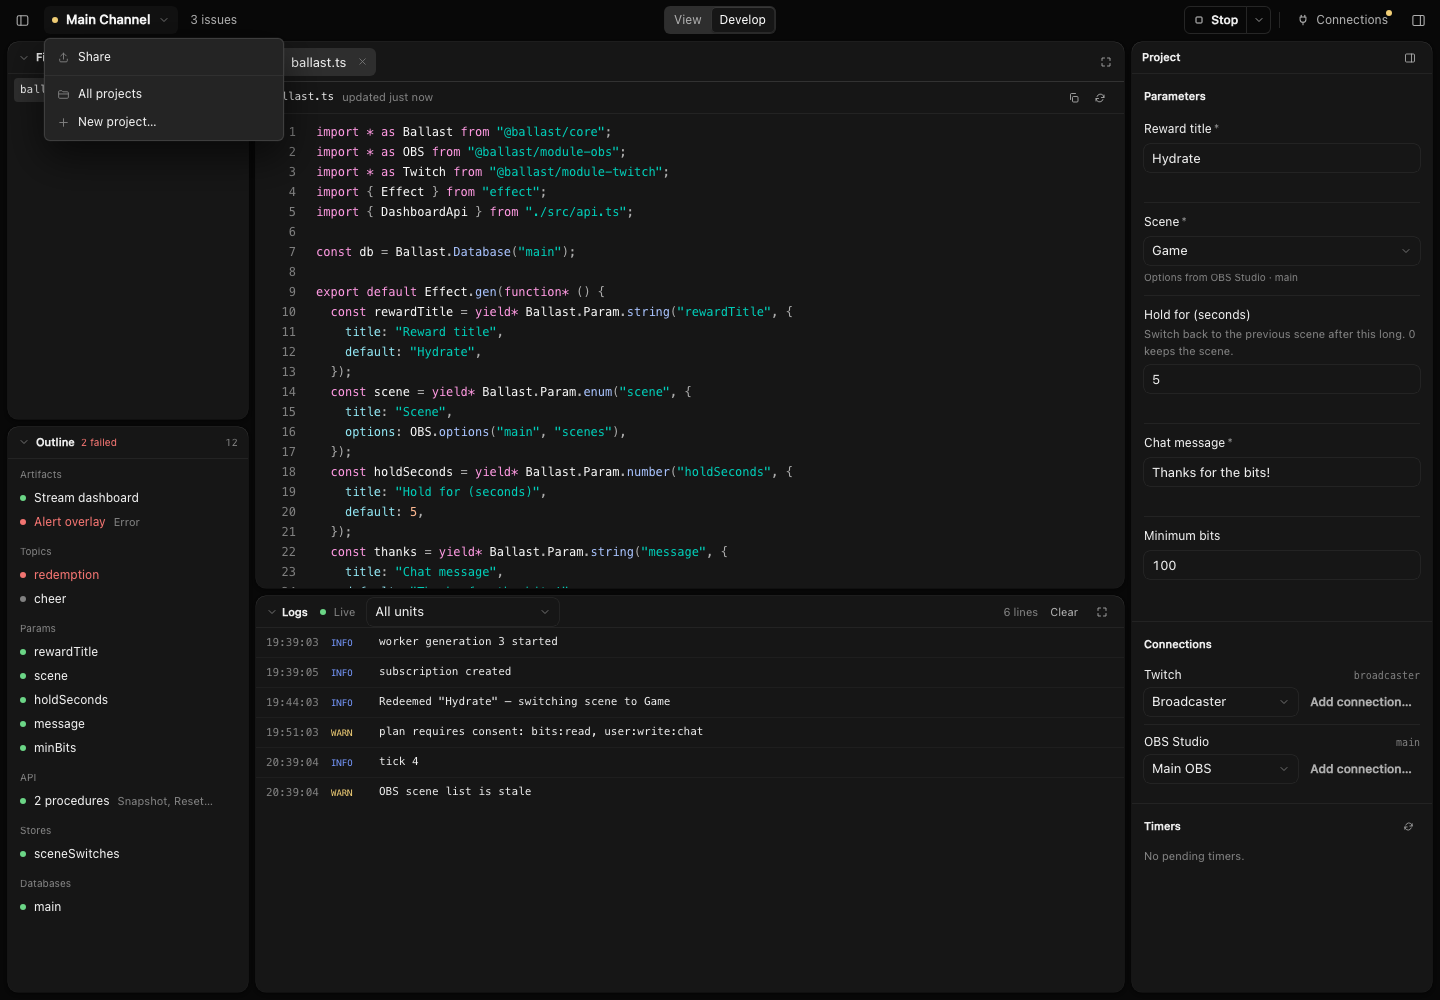 Main Channel
3 issues
View
Develop
Stop
Connections
Share
All projects
New project...
ballast.ts
updated just now
1 import * as Ballast from "@ballast/core";
2 import * as OBS from "@ballast/module-obs";
3 import * as Twitch from "@ballast/module-twitch";
4 import { Effect } from "effect";
5 import { DashboardApi } from "./src/api.ts";
6
7 const db = Ballast.Database("main");
8
9 export default Effect.gen(function* () {
10 const rewardTitle = yield* Ballast.Param.string("rewardTitle", {
11 title: "Reward title",
12 default: "Hydrate",
13 });
14 const scene = yield* Ballast.Param.enum("scene", {
15 title: "Scene",
16 options: OBS.options("main", "scenes"),
17 });
18 const holdSeconds = yield* Ballast.Param.number("holdSeconds", {
19 title: "Hold for (seconds)",
20 default: 5,
21 });
22 const thanks = yield* Ballast.Param.string("message", {
23 title: "Chat message",
Outline 2 failed 12
Artifacts
Stream dashboard
Alert overlay Error
Topics
redemption
cheer
Params
rewardTitle
scene
holdSeconds
message
minBits
API
2 procedures Snapshot, Reset...
Stores
sceneSwitches
Databases
main
Logs Live All units 6 lines Clear
19:39:03 INFO worker generation 3 started
19:39:05 INFO subscription created
19:44:03 INFO Redeemed "Hydrate" — switching scene to Game
19:51:03 WARN plan requires consent: bits:read, user:write:chat
20:39:04 INFO tick 4
20:39:04 WARN OBS scene list is stale
Project
Parameters
Reward title *
Hydrate
Scene *
Game
Options from OBS Studio · main
Hold for (seconds)
Switch back to the previous scene after this long. 0
keeps the scene.
5
Chat message *
Thanks for the bits!
Minimum bits
100
Connections
Twitch broadcaster
Broadcaster Add connection...
OBS Studio main
Main OBS Add connection...
Timers
No pending timers.